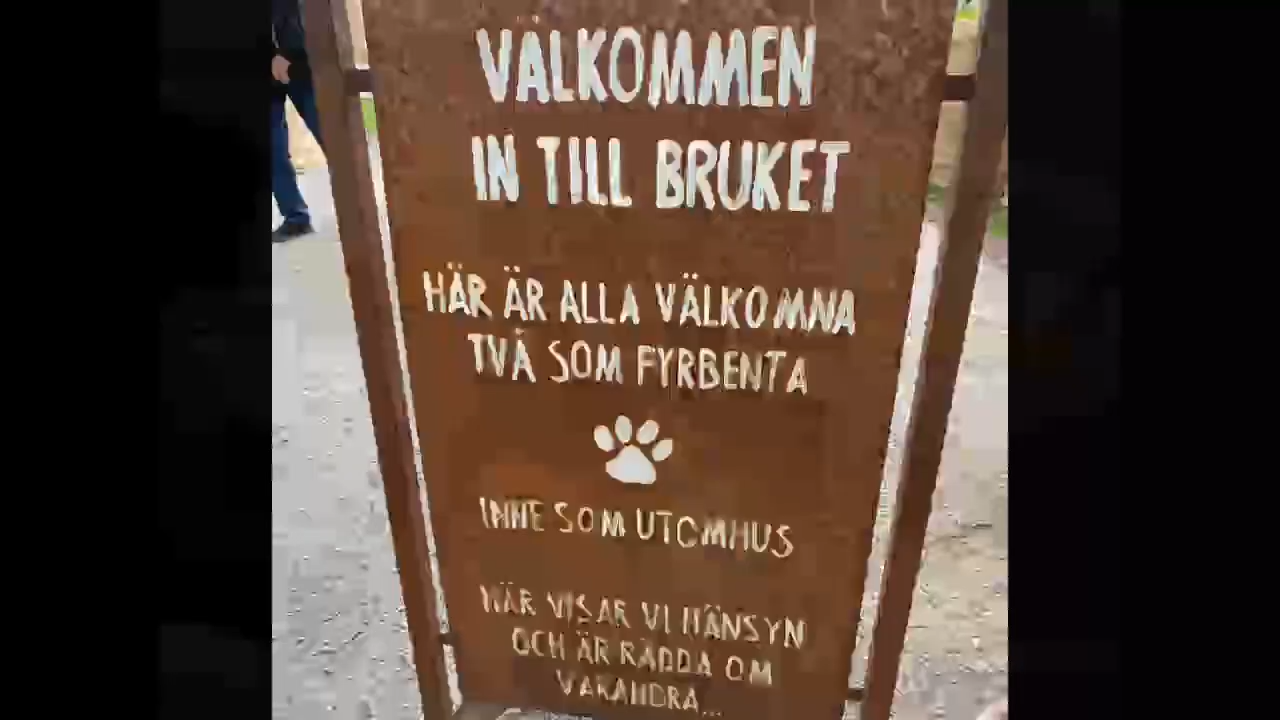 VÄLKOMMEN
IN TILL BRUKET
HÄR ÄR ALLA VÄLKOMNA
TVÅ SOM FYRBENTA
INNE SOM UTOMHUS
HÄR VISAR VI HÄNSYN
OCH ÄR RÄDDA OM
VARANDRA...